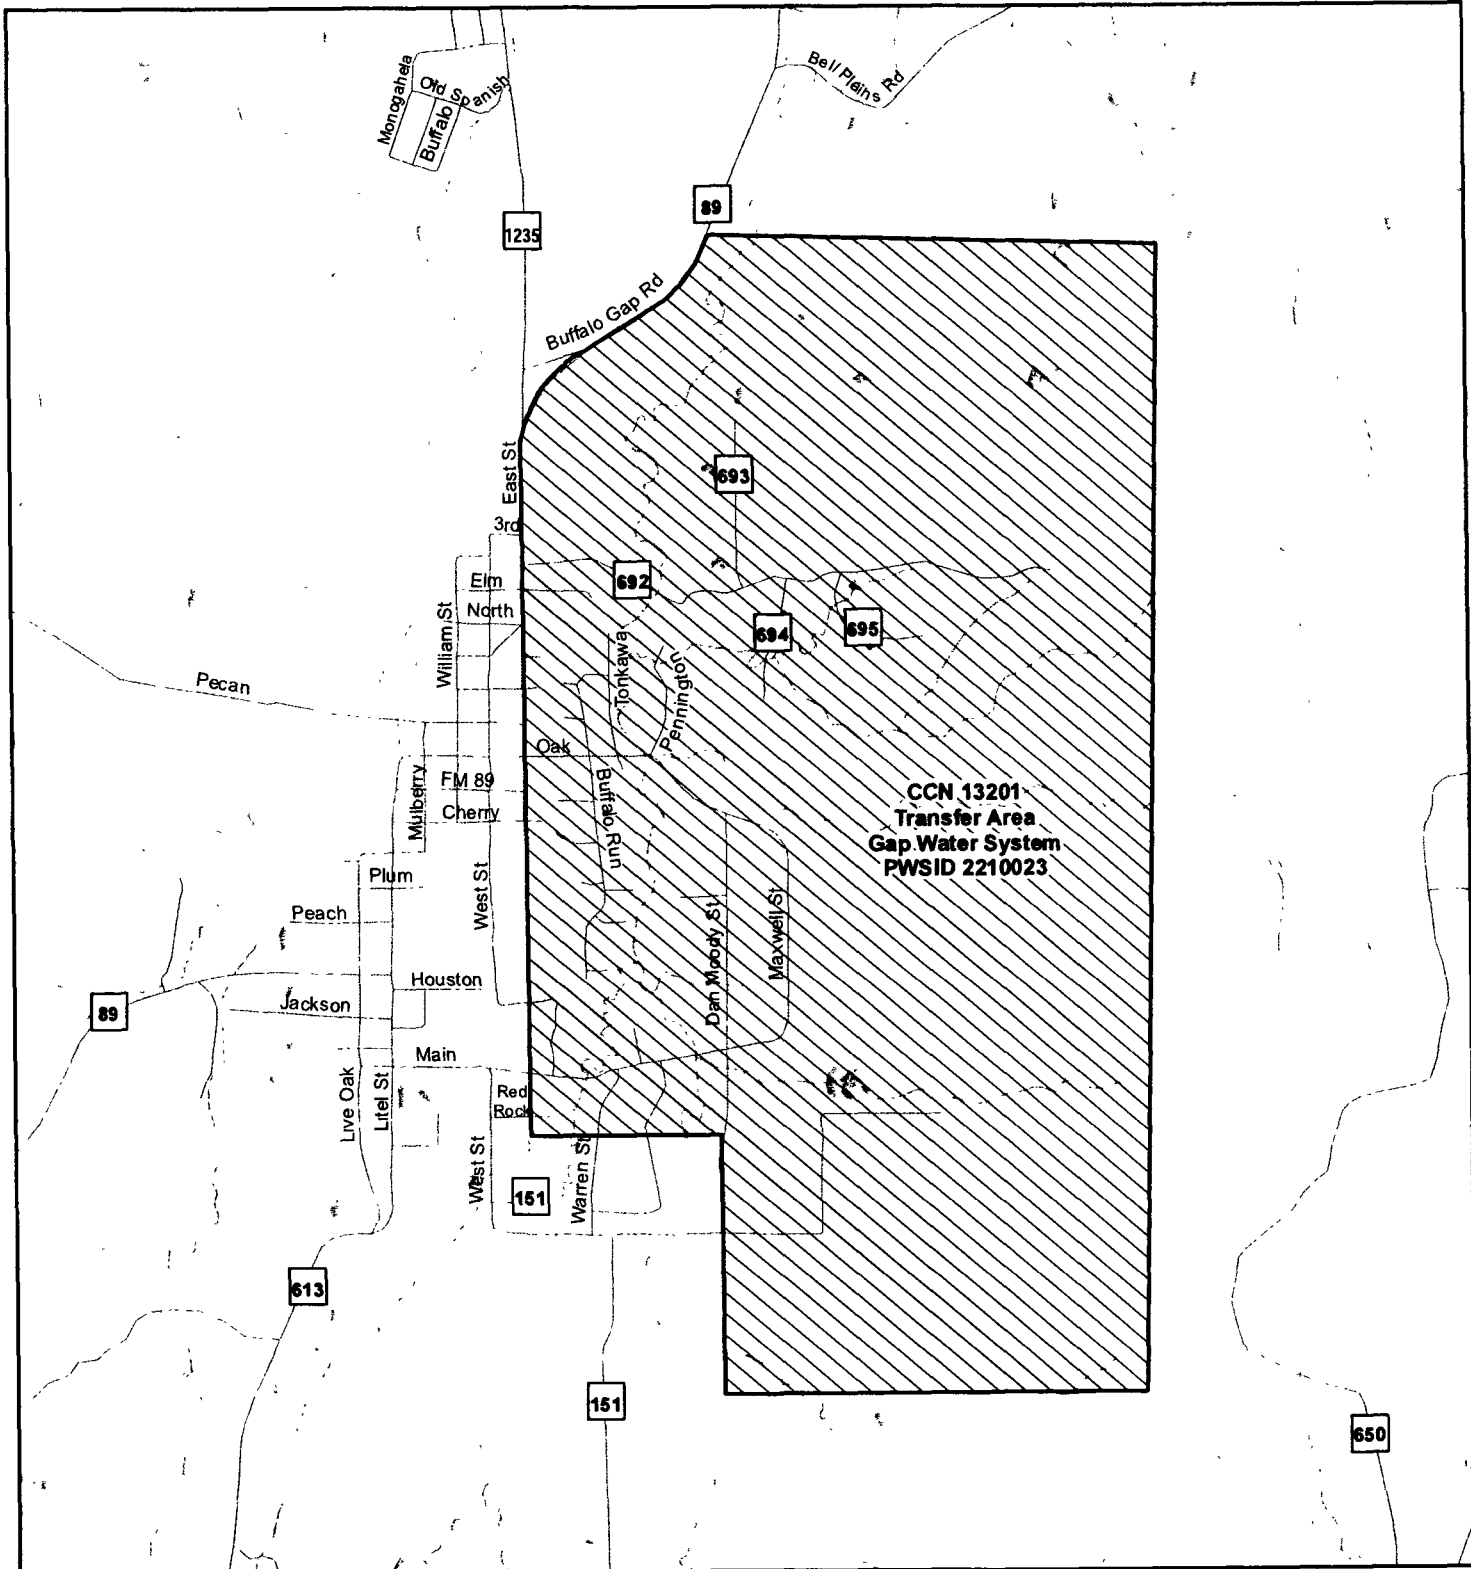 Monogahela
Old Spanish
Buffalo
Bell Plains Rd
89
1235
Buffalo Gap Rd
East St
693
3rd
692
Elm
North
694
695
William St
Tonkawa
Pennington
Pecan
Oak
Mulberry
FM 89
Buffalo Run
Cherry
CCN 13201
Transfer Area
Gap Water System
PWSID 2210023
Plum
West St
Peach
Dan Moody St
Maxwell St
Houston
Jackson
89
Main
Live Oak
Litel St
Red
Rock
West St
151
Warren St
613
151
650